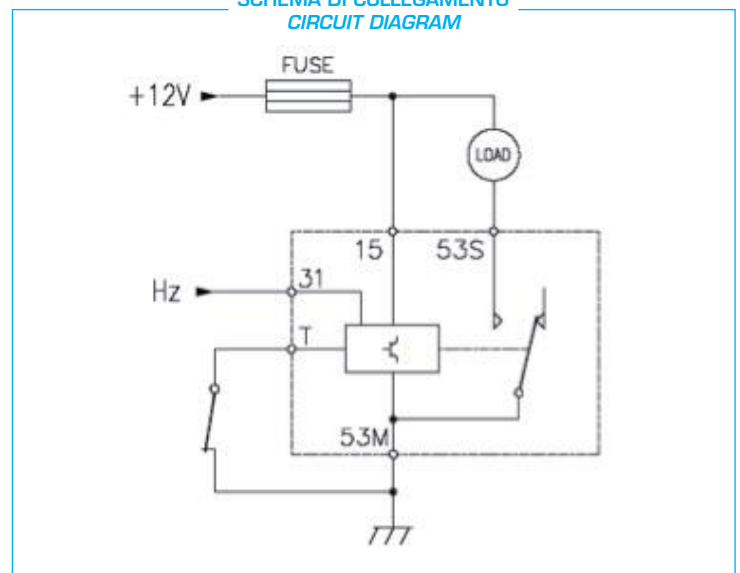 SCHEMA DI COLLEGAMENTO
CIRCUIT DIAGRAM
FUSE
+12V
LOAD
15
53S
31
Hz
T
53M